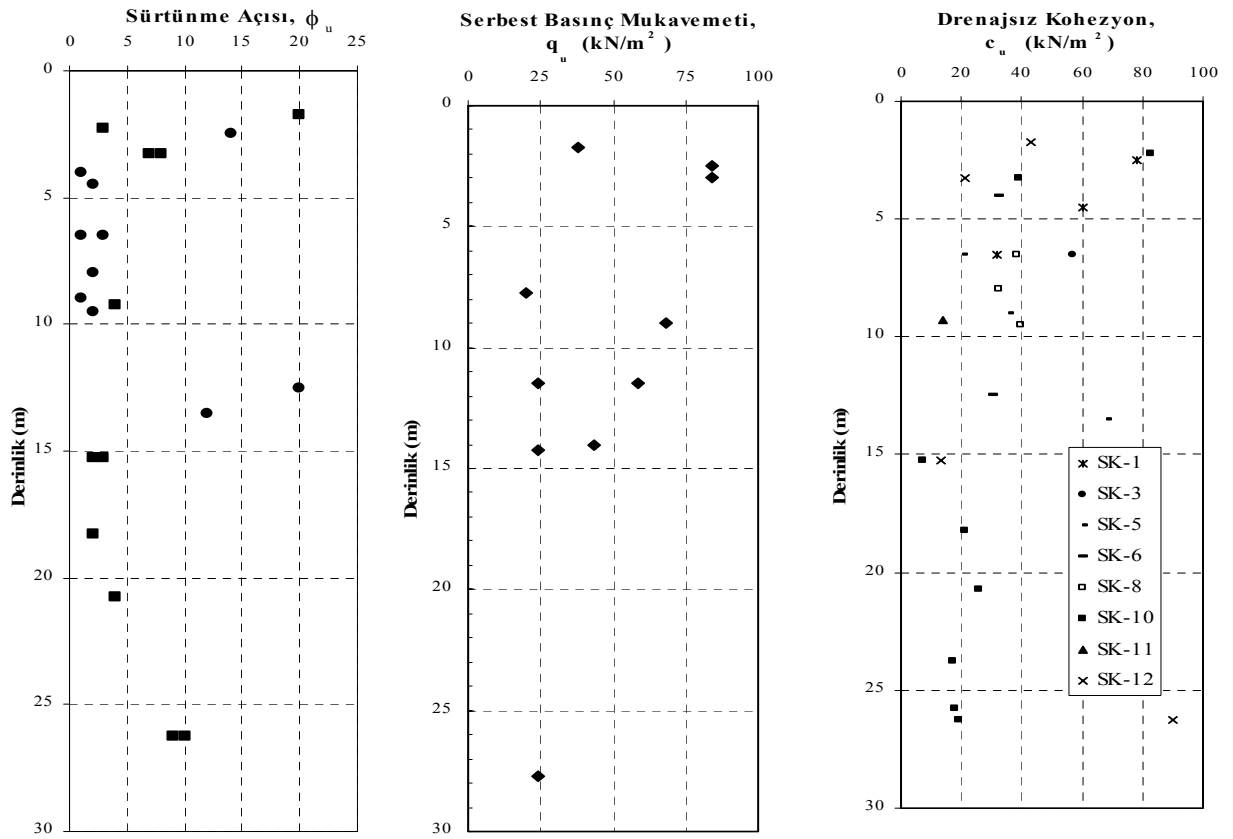 Sürtünme Açısı, ϕu
0 5 10 15 20 25
0
5
10
15
20
25
30
Derinlik (m)
Serbest Basınç Mukavemeti,
qu (kN/m²)
0 25 50 75 100
0
5
10
15
20
25
30
Derinlik (m)
Drenajsız Kohezyon,
cu (kN/m²)
0 20 40 60 80 100
0
5
10
15
20
25
30
Derinlik (m)
SK-1
SK-3
SK-5
SK-6
SK-8
SK-10
SK-11
SK-12